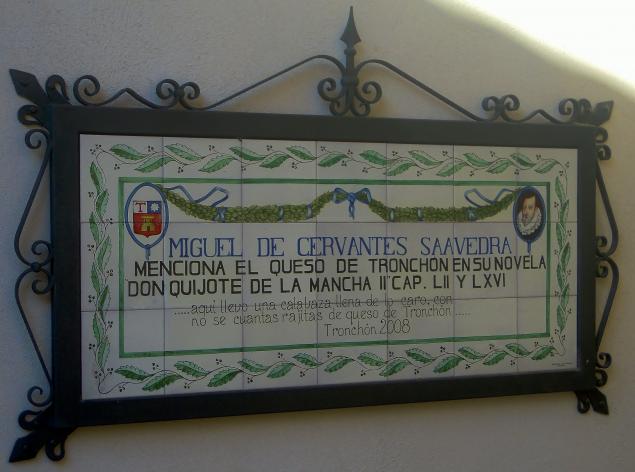 MIGUEL DE CERVANTES SAAVEDRA
MENCIONA EL QUESO DE TRONCHON EN SU NOVELA
DON QUIJOTE DE LA MANCHA II CAP. LII Y LXVI
.....aquí llevo una calabaza llena de lo caro, con
no se cuantas rajitas de queso de Tronchón.....
Tronchón 2008